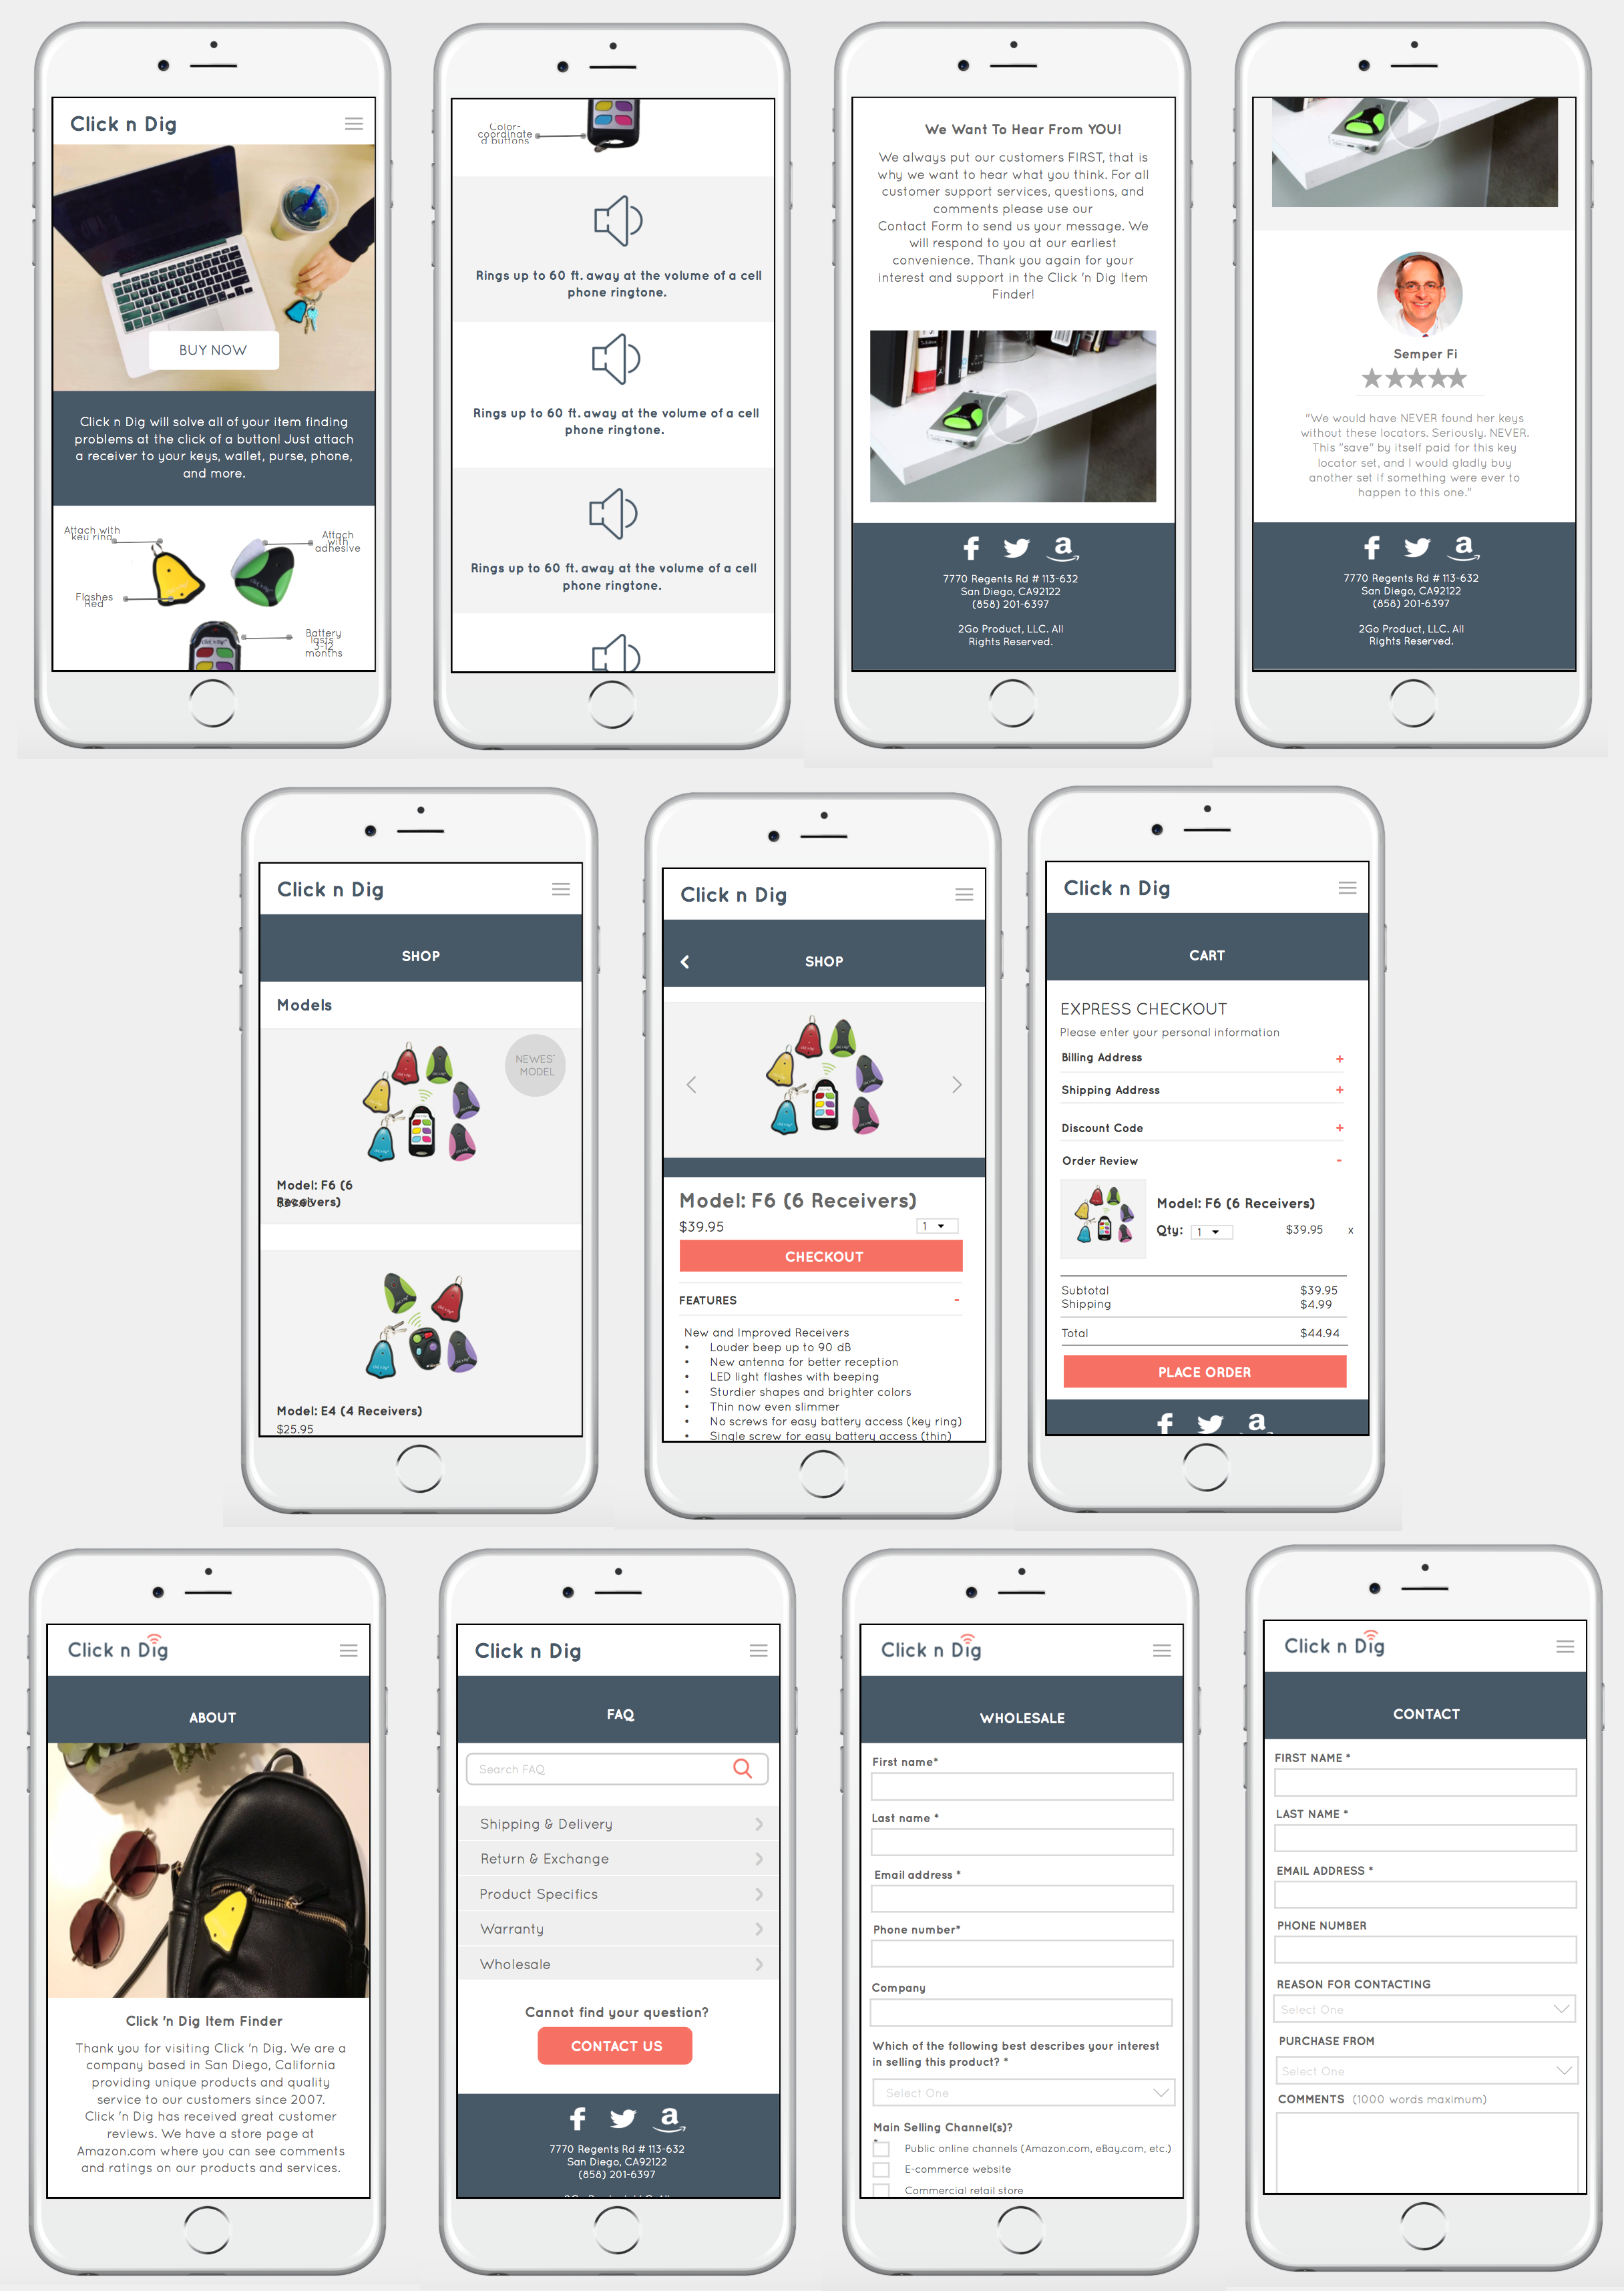 Click n Dig
BUY NOW
Click n Dig will solve all of your item finding
problems at the click of a button! Just attach
a receiver to your keys, wallet, purse, phone,
and more.
Attach with
key ring
Attach
with
adhesive
Flashes
Red
Battery
lasts
3-12
months
Color-
coordinate
d buttons
Rings up to 60 ft. away at the volume of a cell
phone ringtone.
Rings up to 60 ft. away at the volume of a cell
phone ringtone.
Rings up to 60 ft. away at the volume of a cell
phone ringtone.
We Want To Hear From YOU!
We always put our customers FIRST, that is
why we want to hear what you think. For all
customer support services, questions, and
comments please use our
Contact Form to send us your message. We
will respond to you at our earliest
convenience. Thank you again for your
interest and support in the Click 'n Dig Item
Finder!
7770 Regents Rd # 113-632
San Diego, CA92122
(858) 201-6397
2Go Product, LLC. All
Rights Reserved.
Semper Fi
"We would have NEVER found her keys
without these locators. Seriously. NEVER.
This "save" by itself paid for this key
locator set, and I would gladly buy
another set if something were ever to
happen to this one."
7770 Regents Rd # 113-632
San Diego, CA92122
(858) 201-6397
2Go Product, LLC. All
Rights Reserved.
Click n Dig
SHOP
Models
NEWES
MODEL
Model: F6 (6
Receivers)
$39.95
Model: E4 (4 Receivers)
$25.95
Click n Dig
SHOP
Model: F6 (6 Receivers)
$39.95
1
CHECKOUT
FEATURES -
New and Improved Receivers
• Louder beep up to 90 dB
• New antenna for better reception
• LED light flashes with beeping
• Sturdier shapes and brighter colors
• Thin now even slimmer
• No screws for easy battery access (key ring)
• Single screw for easy battery access (thin)
Click n Dig
CART
EXPRESS CHECKOUT
Please enter your personal information
Billing Address +
Shipping Address +
Discount Code +
Order Review -
Model: F6 (6 Receivers)
Qty: 1 $39.95 x
Subtotal $39.95
Shipping $4.99
Total $44.94
PLACE ORDER
Click n Dig
ABOUT
Click 'n Dig Item Finder
Thank you for visiting Click 'n Dig. We are a
company based in San Diego, California
providing unique products and quality
service to our customers since 2007.
Click 'n Dig has received great customer
reviews. We have a store page at
Amazon.com where you can see comments
and ratings on our products and services.
Click n Dig
FAQ
Search FAQ
Shipping & Delivery
Return & Exchange
Product Specifics
Warranty
Wholesale
Cannot find your question?
CONTACT US
7770 Regents Rd # 113-632
San Diego, CA92122
(858) 201-6397
Click n Dig
WHOLESALE
First name*
Last name *
Email address *
Phone number*
Company
Which of the following best describes your interest
in selling this product? *
Select One
Main Selling Channel(s)?
*
Public online channels (Amazon.com, eBay.com, etc.)
E-commerce website
Commercial retail store
Click n Dig
CONTACT
FIRST NAME *
LAST NAME *
EMAIL ADDRESS *
PHONE NUMBER
REASON FOR CONTACTING
Select One
PURCHASE FROM
Select One
COMMENTS (1000 words maximum)